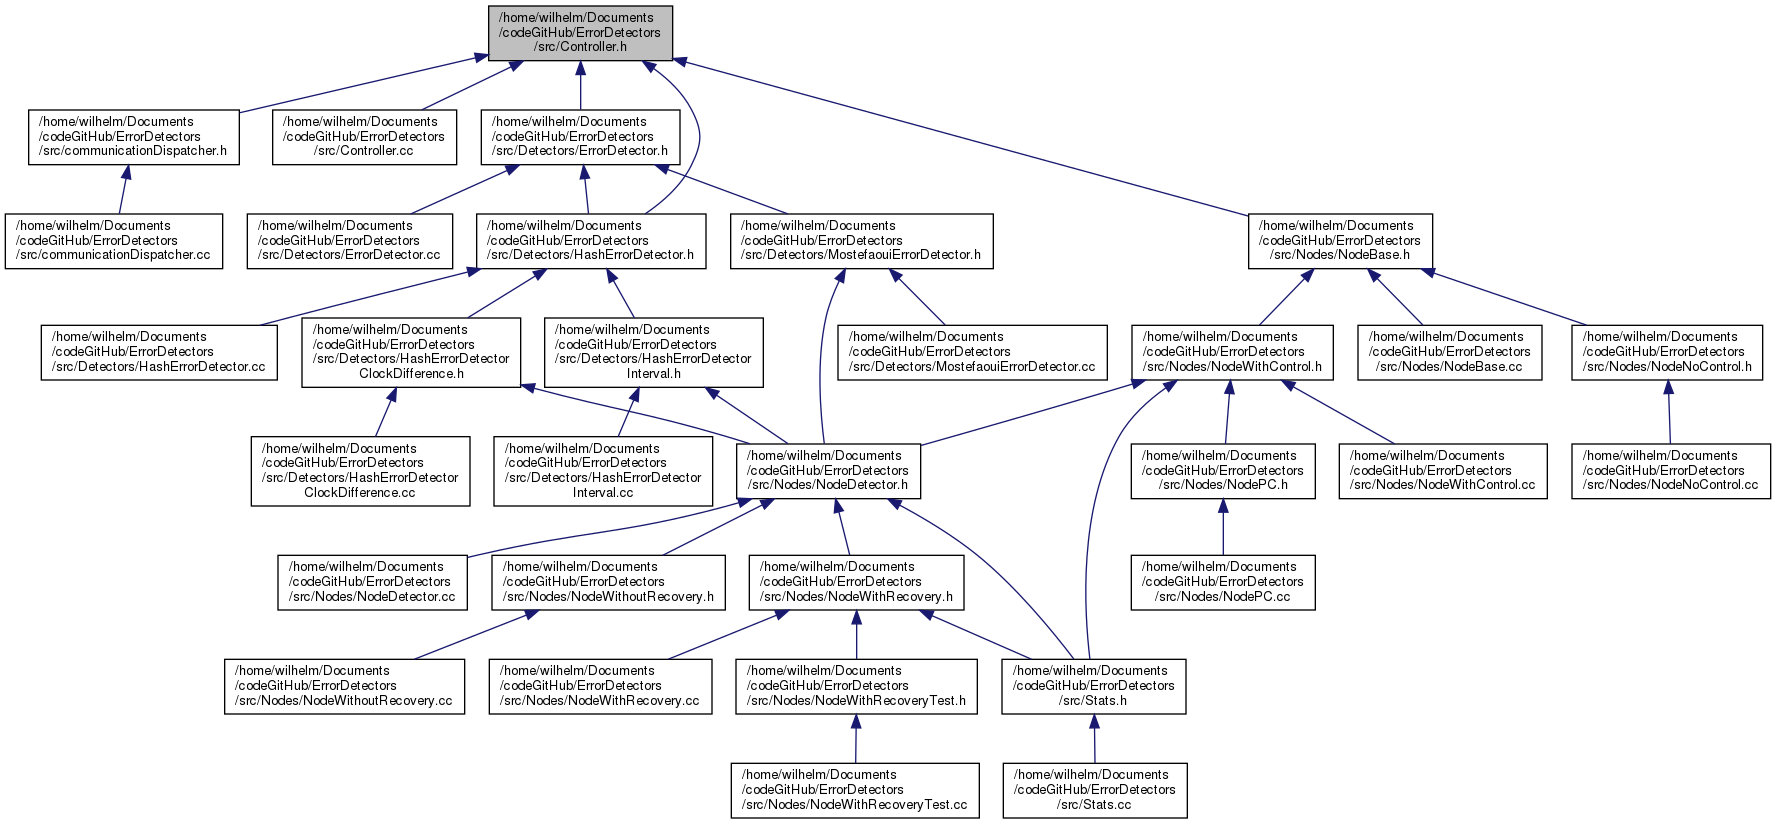 /home/wilhelm/Documents
/codeGitHub/ErrorDetectors
/src/Controller.h
/home/wilhelm/Documents
/codeGitHub/ErrorDetectors
/src/communicationDispatcher.h
/home/wilhelm/Documents
/codeGitHub/ErrorDetectors
/src/Controller.cc
/home/wilhelm/Documents
/codeGitHub/ErrorDetectors
/src/Detectors/ErrorDetector.h
/home/wilhelm/Documents
/codeGitHub/ErrorDetectors
/src/communicationDispatcher.cc
/home/wilhelm/Documents
/codeGitHub/ErrorDetectors
/src/Detectors/ErrorDetector.cc
/home/wilhelm/Documents
/codeGitHub/ErrorDetectors
/src/Detectors/HashErrorDetector.h
/home/wilhelm/Documents
/codeGitHub/ErrorDetectors
/src/Detectors/MostefaouiErrorDetector.h
/home/wilhelm/Documents
/codeGitHub/ErrorDetectors
/src/Nodes/NodeBase.h
/home/wilhelm/Documents
/codeGitHub/ErrorDetectors
/src/Detectors/HashErrorDetector.cc
/home/wilhelm/Documents
/codeGitHub/ErrorDetectors
/src/Detectors/HashErrorDetector
ClockDifference.h
/home/wilhelm/Documents
/codeGitHub/ErrorDetectors
/src/Detectors/HashErrorDetector
Interval.h
/home/wilhelm/Documents
/codeGitHub/ErrorDetectors
/src/Detectors/MostefaouiErrorDetector.cc
/home/wilhelm/Documents
/codeGitHub/ErrorDetectors
/src/Nodes/NodeWithControl.h
/home/wilhelm/Documents
/codeGitHub/ErrorDetectors
/src/Nodes/NodeBase.cc
/home/wilhelm/Documents
/codeGitHub/ErrorDetectors
/src/Nodes/NodeNoControl.h
/home/wilhelm/Documents
/codeGitHub/ErrorDetectors
/src/Detectors/HashErrorDetector
ClockDifference.cc
/home/wilhelm/Documents
/codeGitHub/ErrorDetectors
/src/Detectors/HashErrorDetector
Interval.cc
/home/wilhelm/Documents
/codeGitHub/ErrorDetectors
/src/Nodes/NodeDetector.h
/home/wilhelm/Documents
/codeGitHub/ErrorDetectors
/src/Nodes/NodePC.h
/home/wilhelm/Documents
/codeGitHub/ErrorDetectors
/src/Nodes/NodeWithControl.cc
/home/wilhelm/Documents
/codeGitHub/ErrorDetectors
/src/Nodes/NodeNoControl.cc
/home/wilhelm/Documents
/codeGitHub/ErrorDetectors
/src/Nodes/NodeDetector.cc
/home/wilhelm/Documents
/codeGitHub/ErrorDetectors
/src/Nodes/NodeWithoutRecovery.h
/home/wilhelm/Documents
/codeGitHub/ErrorDetectors
/src/Nodes/NodeWithRecovery.h
/home/wilhelm/Documents
/codeGitHub/ErrorDetectors
/src/Nodes/NodePC.cc
/home/wilhelm/Documents
/codeGitHub/ErrorDetectors
/src/Nodes/NodeWithoutRecovery.cc
/home/wilhelm/Documents
/codeGitHub/ErrorDetectors
/src/Nodes/NodeWithRecovery.cc
/home/wilhelm/Documents
/codeGitHub/ErrorDetectors
/src/Nodes/NodeWithRecoveryTest.h
/home/wilhelm/Documents
/codeGitHub/ErrorDetectors
/src/Stats.h
/home/wilhelm/Documents
/codeGitHub/ErrorDetectors
/src/Nodes/NodeWithRecoveryTest.cc
/home/wilhelm/Documents
/codeGitHub/ErrorDetectors
/src/Stats.cc